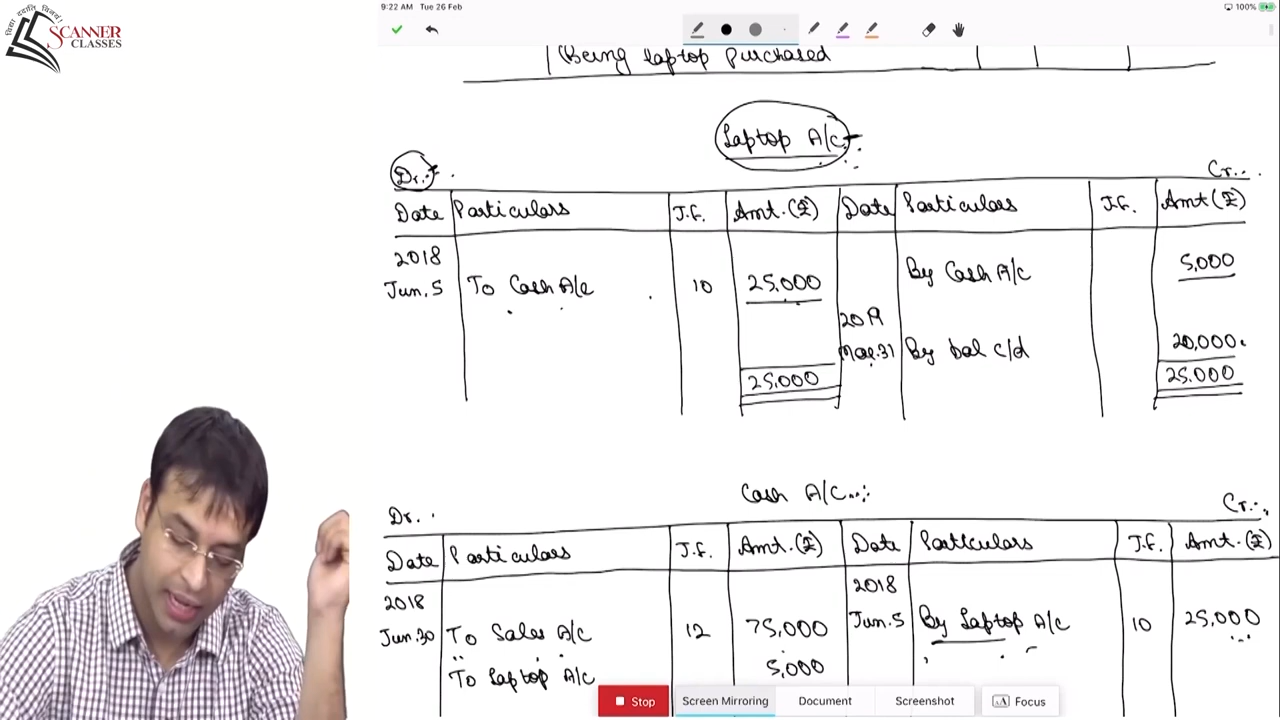 विद्या ददाति विनयं!
SCANNER
CLASSES
9:22 AM Tue 26 Feb
100%
(Being laptop purchased
Laptop A/c
Dr. Cr.
Date Particulars J.F. Amt.(₹) Date Particulars J.F. Amt(₹)
2018 By Cash A/c 5,000
Jun.5 To Cash A/c 10 25,000
2019
Mar.31 By bal c/d 20,000
25,000 25,000
Cash A/c
Dr. Cr.
Date Particulars J.F. Amt.(₹) Date Particulars J.F. Amt.(₹)
2018 2018
Jun.30 To Sales A/c 12 75,000 Jun.5 By Laptop A/c 10 25,000
To Laptop A/c 5,000
Stop Screen Mirroring Document Screenshot AA Focus